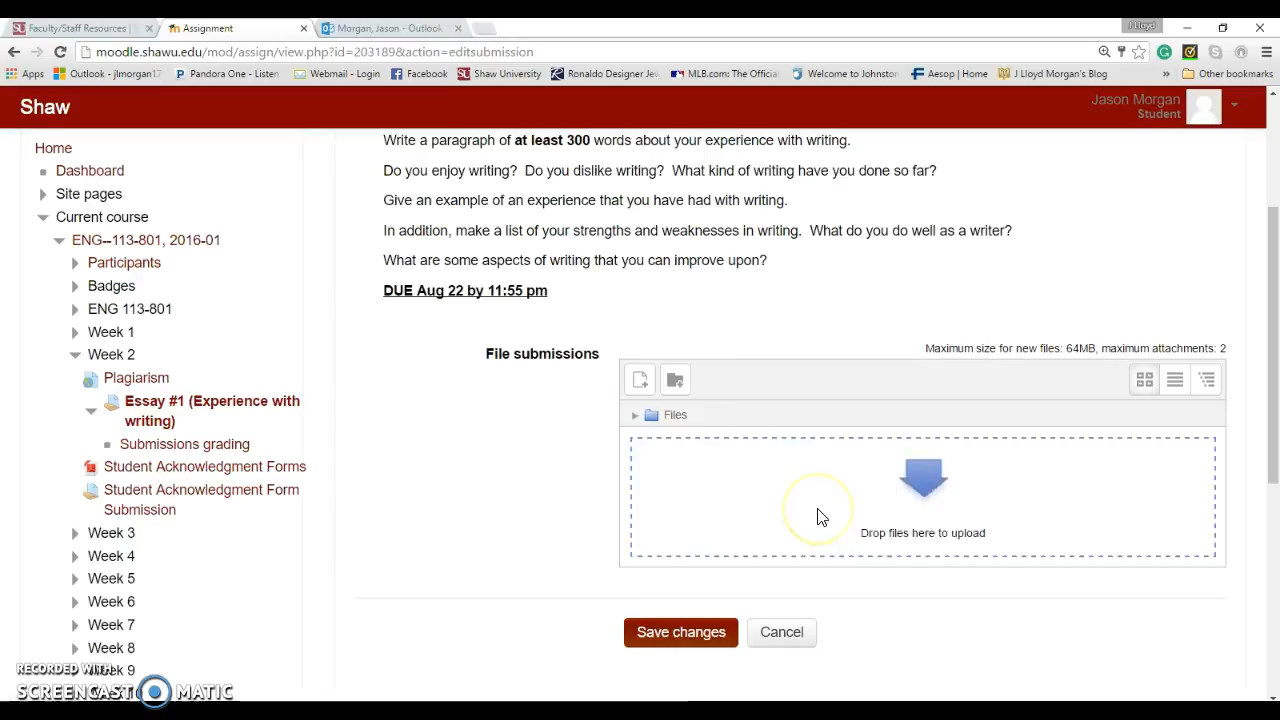 Faculty/Staff Resources
Assignment
Morgan, Jason - Outlook
J Lloyd
moodle.shawu.edu/mod/assign/view.php?id=203189&action=editsubmission
Apps
Outlook - jlmorgan17
Pandora One - Listen
Webmail - Login
Facebook
Shaw University
Ronaldo Designer Je
MLB.com: The Officia
Welcome to Johnston
Aesop | Home
J Lloyd Morgan's Blog
»
Other bookmarks
Shaw
Jason Morgan
Student
Home
Dashboard
Site pages
Current course
ENG--113-801, 2016-01
Participants
Badges
ENG 113-801
Week 1
Week 2
Plagiarism
Essay #1 (Experience with
writing)
Submissions grading
Student Acknowledgment Forms
Student Acknowledgment Form
Submission
Week 3
Week 4
Week 5
Week 6
Week 7
Week 8
Week 9
Write a paragraph of at least 300 words about your experience with writing.
Do you enjoy writing? Do you dislike writing? What kind of writing have you done so far?
Give an example of an experience that you have had with writing.
In addition, make a list of your strengths and weaknesses in writing. What do you do well as a writer?
What are some aspects of writing that you can improve upon?
DUE Aug 22 by 11:55 pm
File submissions
Maximum size for new files: 64MB, maximum attachments: 2
Files
Drop files here to upload
Save changes
Cancel
RECORDED WITH
SCREENCAST MATIC